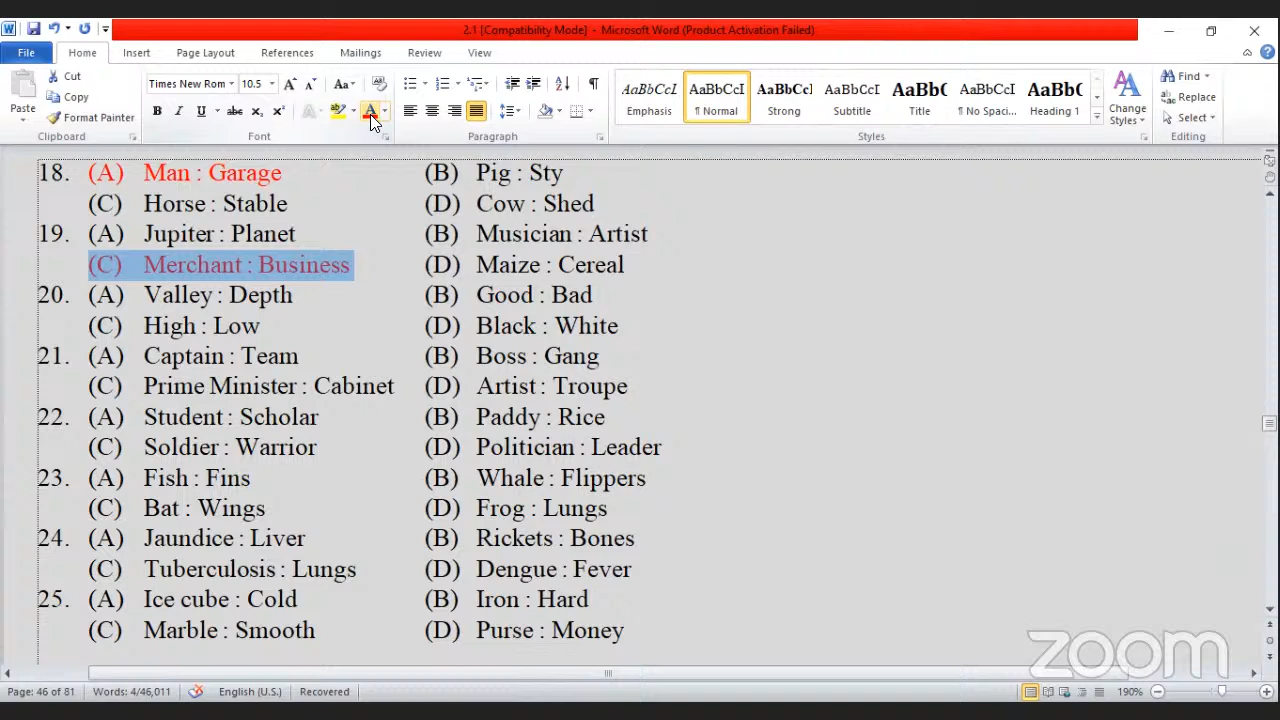 2.1 [Compatibility Mode] - Microsoft Word (Product Activation Failed)
File Home Insert Page Layout References Mailings Review View
Paste Cut Copy Format Painter Clipboard
Times New Rom 10.5 Font
Paragraph
AaBbCcI Emphasis AaBbCcI ¶ Normal AaBbCcI Strong AaBbCcI Subtitle AaBbC Title AaBbCcI ¶ No Spaci... AaBbC Heading 1 Change Styles Styles
Find Replace Select Editing
18. (A) Man : Garage (B) Pig : Sty
(C) Horse : Stable (D) Cow : Shed
19. (A) Jupiter : Planet (B) Musician : Artist
(C) Merchant : Business (D) Maize : Cereal
20. (A) Valley : Depth (B) Good : Bad
(C) High : Low (D) Black : White
21. (A) Captain : Team (B) Boss : Gang
(C) Prime Minister : Cabinet (D) Artist : Troupe
22. (A) Student : Scholar (B) Paddy : Rice
(C) Soldier : Warrior (D) Politician : Leader
23. (A) Fish : Fins (B) Whale : Flippers
(C) Bat : Wings (D) Frog : Lungs
24. (A) Jaundice : Liver (B) Rickets : Bones
(C) Tuberculosis : Lungs (D) Dengue : Fever
25. (A) Ice cube : Cold (B) Iron : Hard
(C) Marble : Smooth (D) Purse : Money
zoom
Page: 46 of 81 Words: 4/46,011 English (U.S.) Recovered 190%